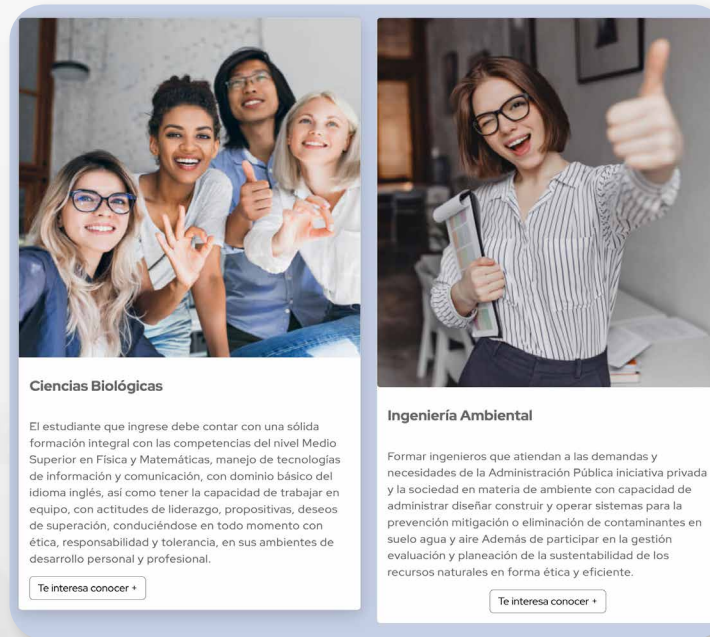 Ciencias Biológicas
El estudiante que ingrese debe contar con una sólida
formación integral con las competencias del nivel Medio
Superior en Física y Matemáticas, manejo de tecnologías
de información y comunicación, con dominio básico del
idioma inglés, así como tener la capacidad de trabajar en
equipo, con actitudes de liderazgo, propositivas, deseos
de superación, conduciéndose en todo momento con
ética, responsabilidad y tolerancia, en sus ambientes de
desarrollo personal y profesional.
Te interesa conocer +
Ingeniería Ambiental
Formar ingenieros que atiendan a las demandas y
necesidades de la Administración Pública iniciativa privada
y la sociedad en materia de ambiente con capacidad de
administrar diseñar construir y operar sistemas para la
prevención mitigación o eliminación de contaminantes en
suelo agua y aire Además de participar en la gestión
evaluación y planeación de la sustentabilidad de los
recursos naturales en forma ética y eficiente.
Te interesa conocer +